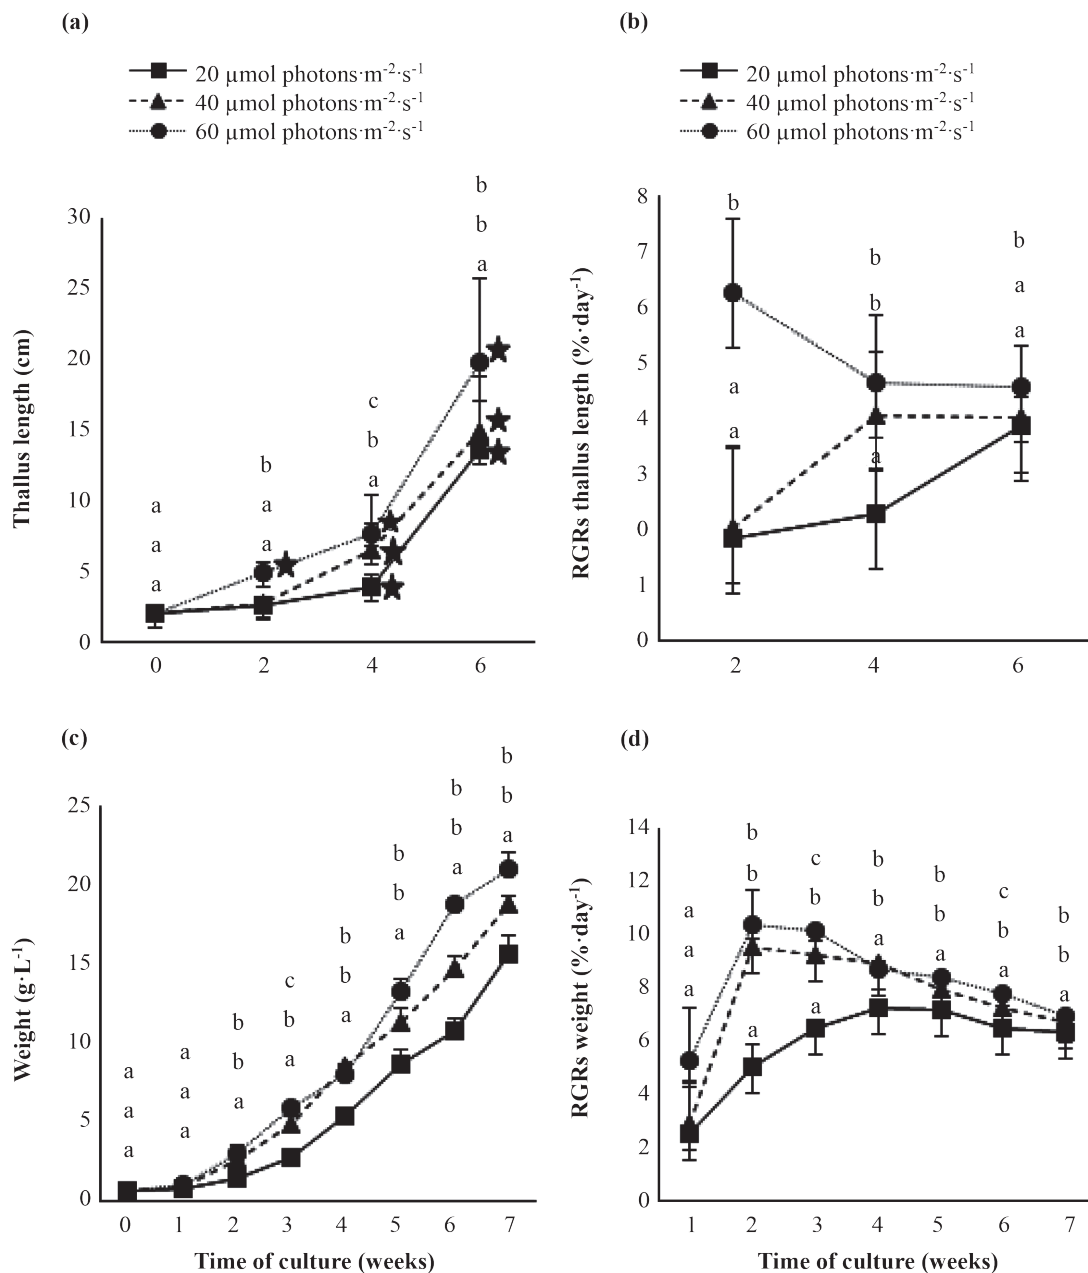 (a)
20 µmol photons·m-2·s-1
40 µmol photons·m-2·s-1
60 µmol photons·m-2·s-1
Thallus length (cm)
30
25
20
15
10
5
0
0 2 4 6
a
a
a
b
a
a
c
b
a
b
b
a
(b)
20 µmol photons·m-2·s-1
40 µmol photons·m-2·s-1
60 µmol photons·m-2·s-1
RGRs thallus length (%·day-1)
8
7
6
5
4
3
0
1
0
2 4 6
b
a
a
b
b
a
b
a
a
(c)
Weight (g·L-1)
25
20
15
10
5
0
0 1 2 3 4 5 6 7
Time of culture (weeks)
a
a
a
a
a
a
b
b
a
c
b
a
b
b
a
b
b
a
b
b
a
b
b
a
(d)
RGRs weight (%·day-1)
14
12
10
8
6
4
2
0
1 2 3 4 5 6 7
Time of culture (weeks)
a
a
a
b
b
a
c
b
a
b
b
a
b
b
a
c
b
a
b
b
a